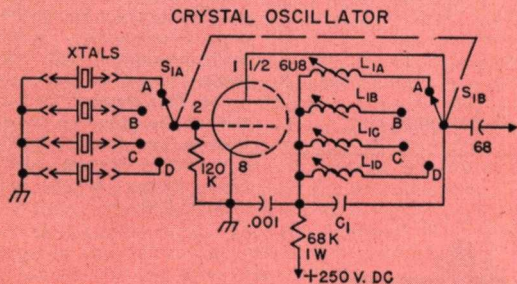 CRYSTAL OSCILLATOR
XTALS
S1A
1
1/2
6U8
L1A
A
A
S1B
L1B
B
2
B
L1C
C
C
68
D
L1D
D
120
K
8
.001
C1
68K
1W
+250 V. DC